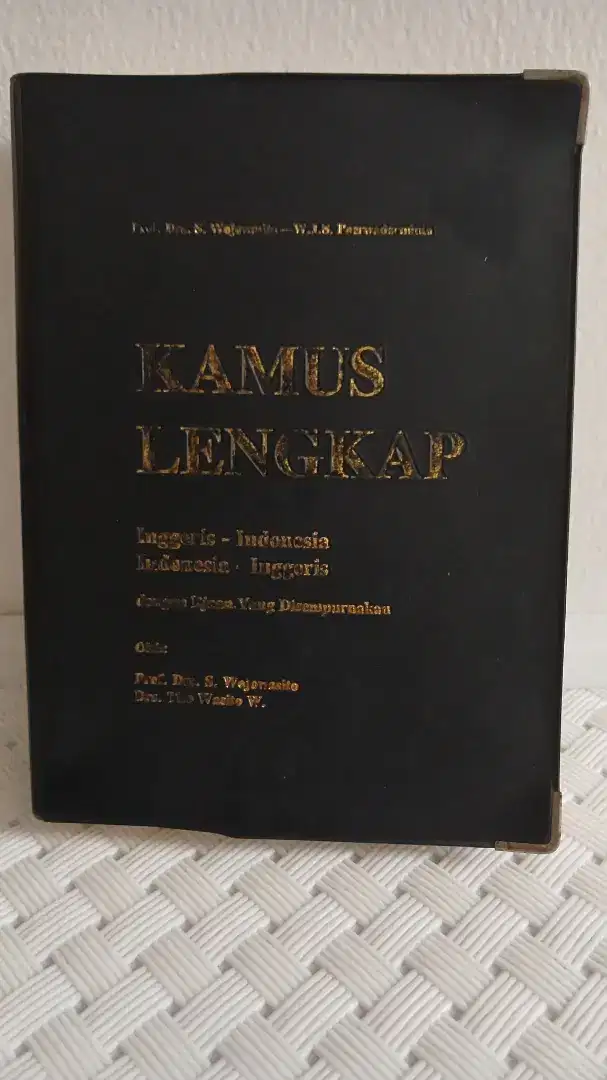 Prof. Drs. S. Wojowasito – W.J.S. Poerwadarminta
KAMUS
LENGKAP
Inggeris - Indonesia
Indonesia - Inggeris
dengan Ejaan Yang Disempurnakan
Oleh:
Prof. Drs. S. Wojowasito
Drs. Tito Wasito W.